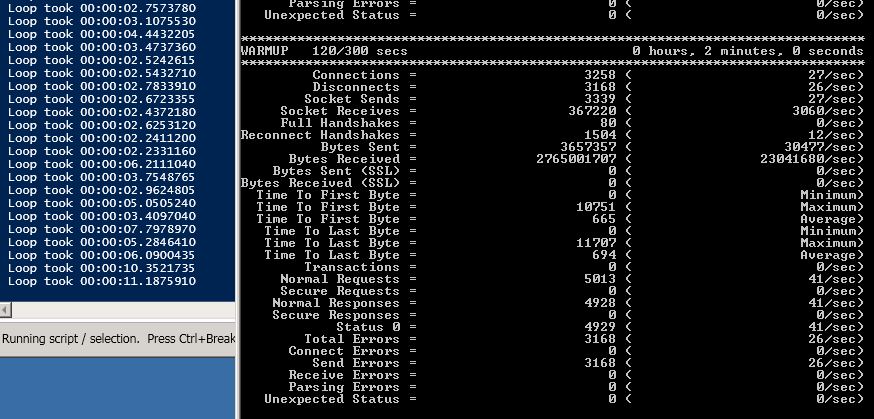 Loop took 00:00:02.7573780
Loop took 00:00:03.1075530
Loop took 00:00:04.4432205
Loop took 00:00:03.4737360
Loop took 00:00:02.5242615
Loop took 00:00:02.5432710
Loop took 00:00:02.7833910
Loop took 00:00:02.6723355
Loop took 00:00:02.4372180
Loop took 00:00:02.6253120
Loop took 00:00:02.2411200
Loop took 00:00:02.2331160
Loop took 00:00:06.2111040
Loop took 00:00:03.7548765
Loop took 00:00:02.9624805
Loop took 00:00:05.0505240
Loop took 00:00:03.4097040
Loop took 00:00:07.7978970
Loop took 00:00:05.2846410
Loop took 00:00:06.0900435
Loop took 00:00:10.3521735
Loop took 00:00:11.1875910
Running script / selection. Press Ctrl+Break
Parsing Errors = 0 ( 0/sec)
Unexpected Status = 0 ( 0/sec)
*******************************************************************************
WARMUP 120/300 secs 0 hours, 2 minutes, 0 seconds
*******************************************************************************
Connections = 3258 ( 27/sec)
Disconnects = 3168 ( 26/sec)
Socket Sends = 3339 ( 27/sec)
Socket Receives = 367220 ( 3060/sec)
Full Handshakes = 80 ( 0/sec)
Reconnect Handshakes = 1504 ( 12/sec)
Bytes Sent = 3657357 ( 30477/sec)
Bytes Received = 2765001707 ( 23041680/sec)
Bytes Sent (SSL) = 0 ( 0/sec)
Bytes Received (SSL) = 0 ( 0/sec)
Time To First Byte = 0 ( Minimum)
Time To First Byte = 10751 ( Maximum)
Time To First Byte = 665 ( Average)
Time To Last Byte = 0 ( Minimum)
Time To Last Byte = 11707 ( Maximum)
Time To Last Byte = 694 ( Average)
Transactions = 0 ( 0/sec)
Normal Requests = 5013 ( 41/sec)
Secure Requests = 0 ( 0/sec)
Normal Responses = 4928 ( 41/sec)
Secure Responses = 0 ( 0/sec)
Status 0 = 4929 ( 41/sec)
Total Errors = 3168 ( 26/sec)
Connect Errors = 0 ( 0/sec)
Send Errors = 3168 ( 26/sec)
Receive Errors = 0 ( 0/sec)
Parsing Errors = 0 ( 0/sec)
Unexpected Status = 0 ( 0/sec)